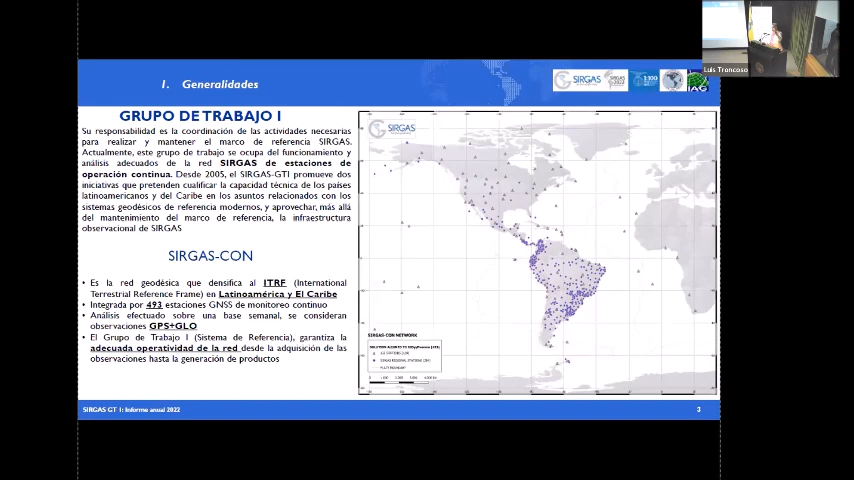 1. Generalidades
SIRGAS
SIRGAS
2022
1:100
IAG
Luis Troncoso
GRUPO DE TRABAJO I
Su responsabilidad es la coordinación de las actividades necesarias
para realizar y mantener el marco de referencia SIRGAS.
Actualmente, este grupo de trabajo se ocupa del funcionamiento y
análisis adecuados de la red SIRGAS de estaciones de
operación continua. Desde 2005, el SIRGAS-GTI promueve dos
iniciativas que pretenden cualificar la capacidad técnica de los países
latinoamericanos y del Caribe en los asuntos relacionados con los
sistemas geodésicos de referencia modernos, y aprovechar, más allá
del mantenimiento del marco de referencia, la infraestructura
observacional de SIRGAS
SIRGAS-CON
• Es la red geodésica que densifica al ITRF (International
Terrestrial Reference Frame) en Latinoamérica y El Caribe
• Integrada por 493 estaciones GNSS de monitoreo continuo
• Análisis efectuado sobre una base semanal, se consideran
observaciones GPS+GLO
• El Grupo de Trabajo I (Sistema de Referencia), garantiza la
adecuada operatividad de la red desde la adquisición de las
observaciones hasta la generación de productos
SIRGAS
SIRGAS-CON NETWORK
SIRGAS GT 1: Informe anual 2022
3